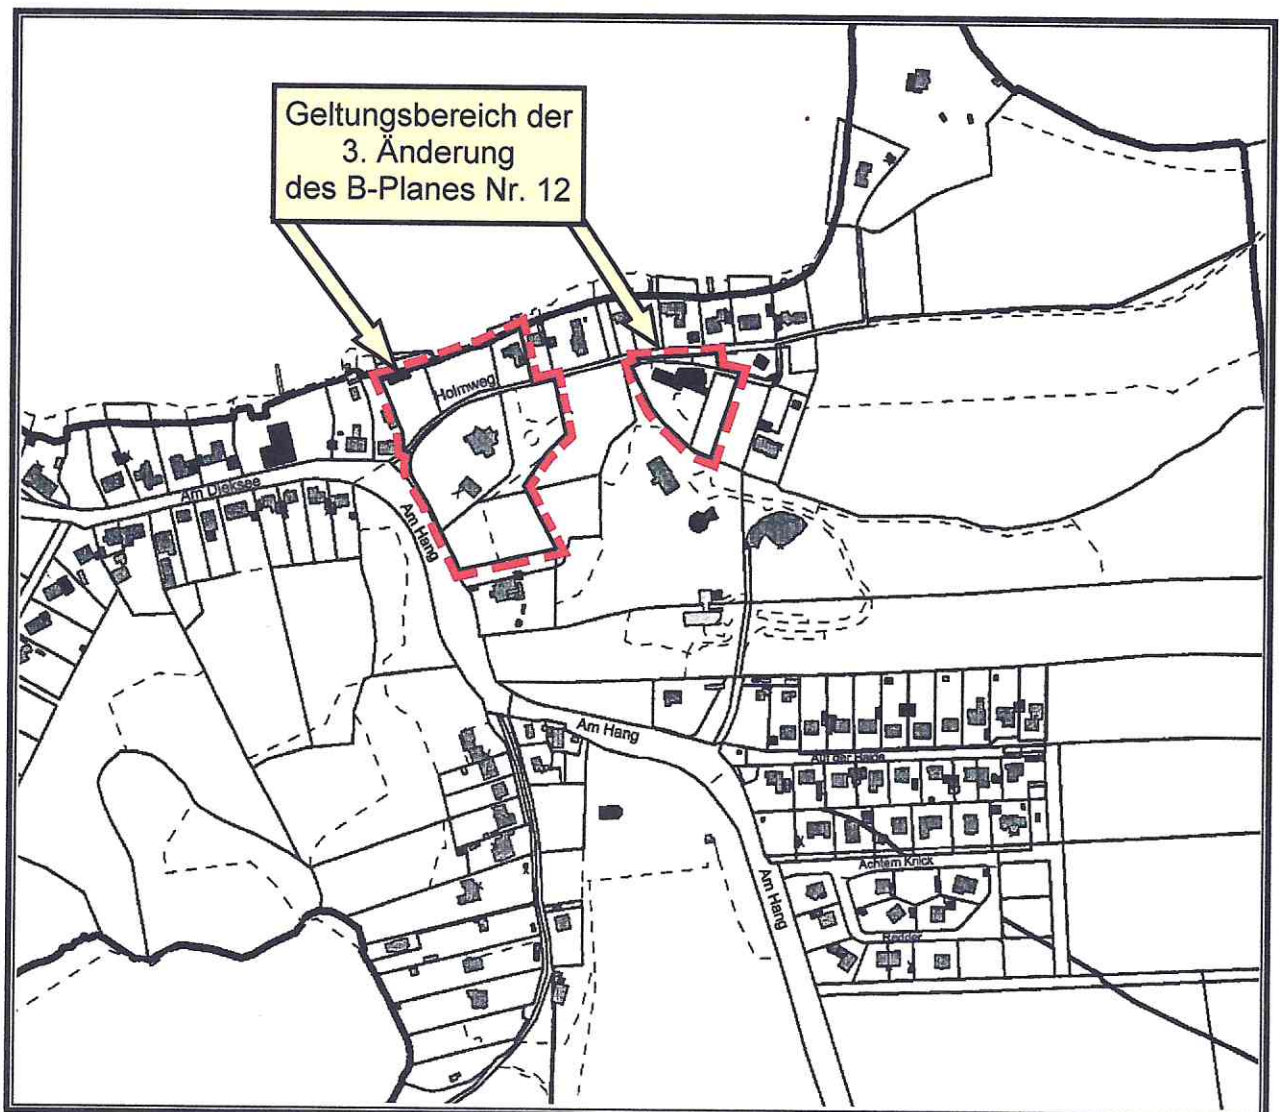 Geltungsbereich der
3. Änderung
des B-Planes Nr. 12
Holmweg
Am Dieksee
Am Hang
Am Hang
Auf der Halde
Achtern Knick
Am Hang
Redder